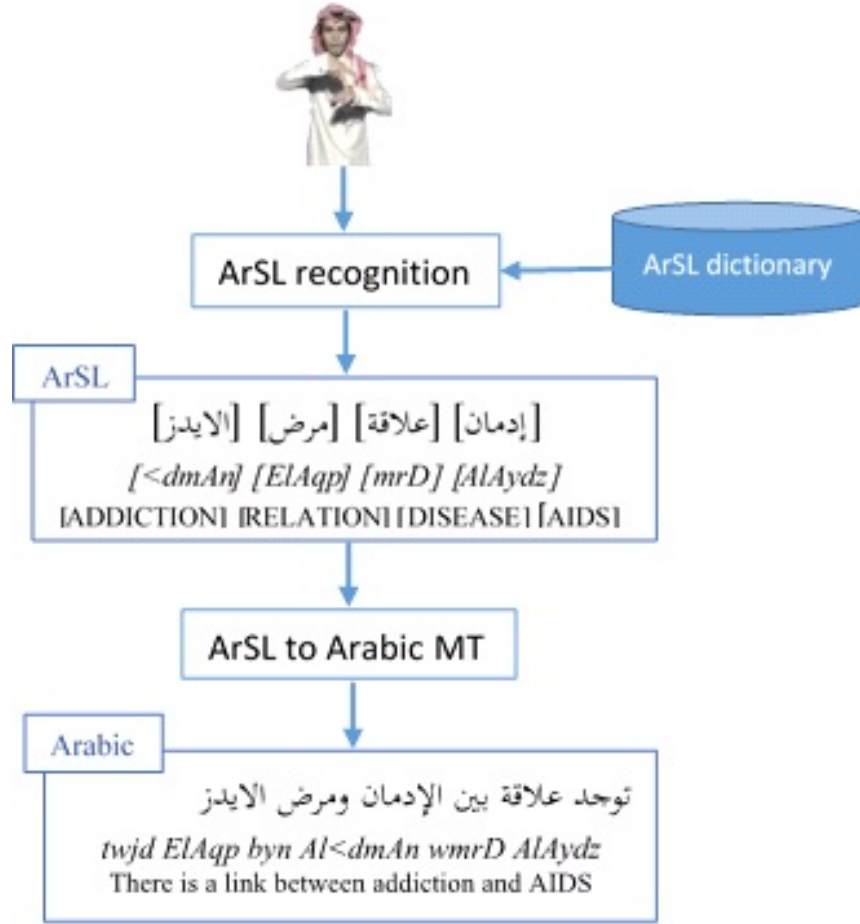 ArSL recognition
ArSL dictionary
ArSL
[إدمان] [علاقة] [مرض] [الايدز]
[<dmAn] [ElAqp] [mrD] [AlAydz]
[ADDICTION] [RELATION] [DISEASE] [AIDS]
ArSL to Arabic MT
Arabic
توجد علاقة بين الإدمان ومرض الايدز
twjd ElAqp byn Al<dmAn wmrD AlAydz
There is a link between addiction and AIDS